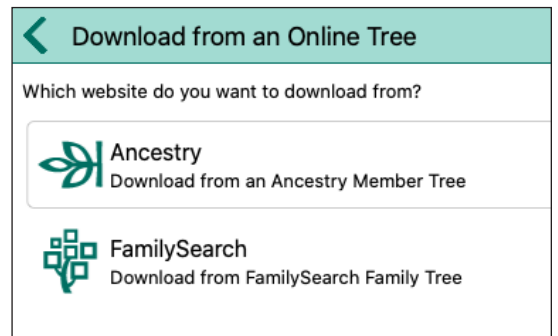 Download from an Online Tree
Which website do you want to download from?
Ancestry
Download from an Ancestry Member Tree
FamilySearch
Download from FamilySearch Family Tree